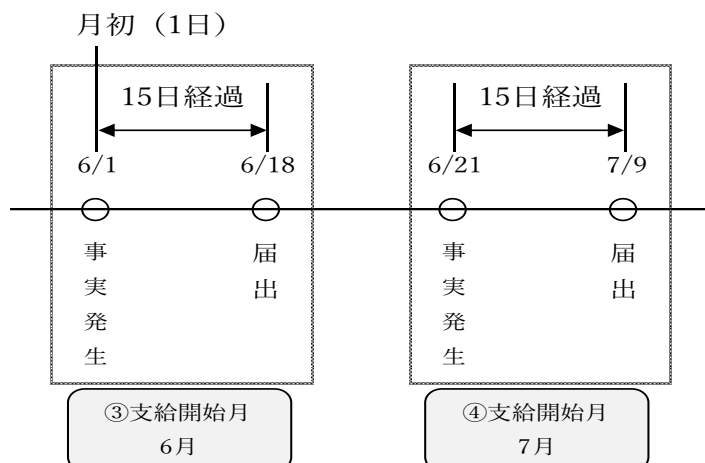 月初（1日）
15日経過
15日経過
6/1
6/18
6/21
7/9
事実発生
届出
事実発生
届出
③支給開始月
6月
④支給開始月
7月